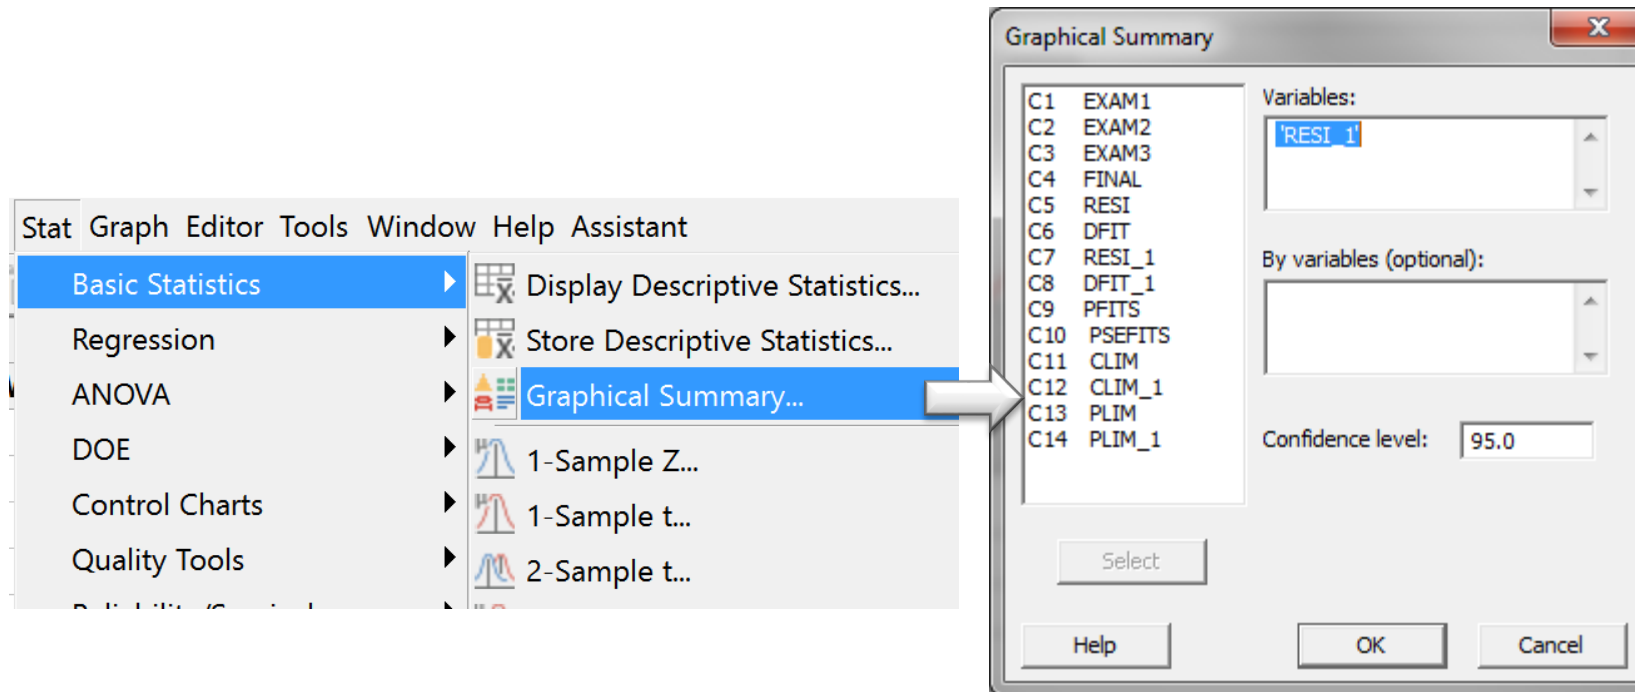 Stat Graph Editor Tools Window Help Assistant
Basic Statistics
Regression
ANOVA
DOE
Control Charts
Quality Tools
Display Descriptive Statistics...
Store Descriptive Statistics...
Graphical Summary...
1-Sample Z...
1-Sample t...
2-Sample t...
Graphical Summary
C1 EXAM1
C2 EXAM2
C3 EXAM3
C4 FINAL
C5 RESI
C6 DFIT
C7 RESI_1
C8 DFIT_1
C9 PFITS
C10 PSEFITS
C11 CLIM
C12 CLIM_1
C13 PLIM
C14 PLIM_1
Variables:
'RESI_1'
By variables (optional):
Confidence level: 95.0
Select
Help OK Cancel